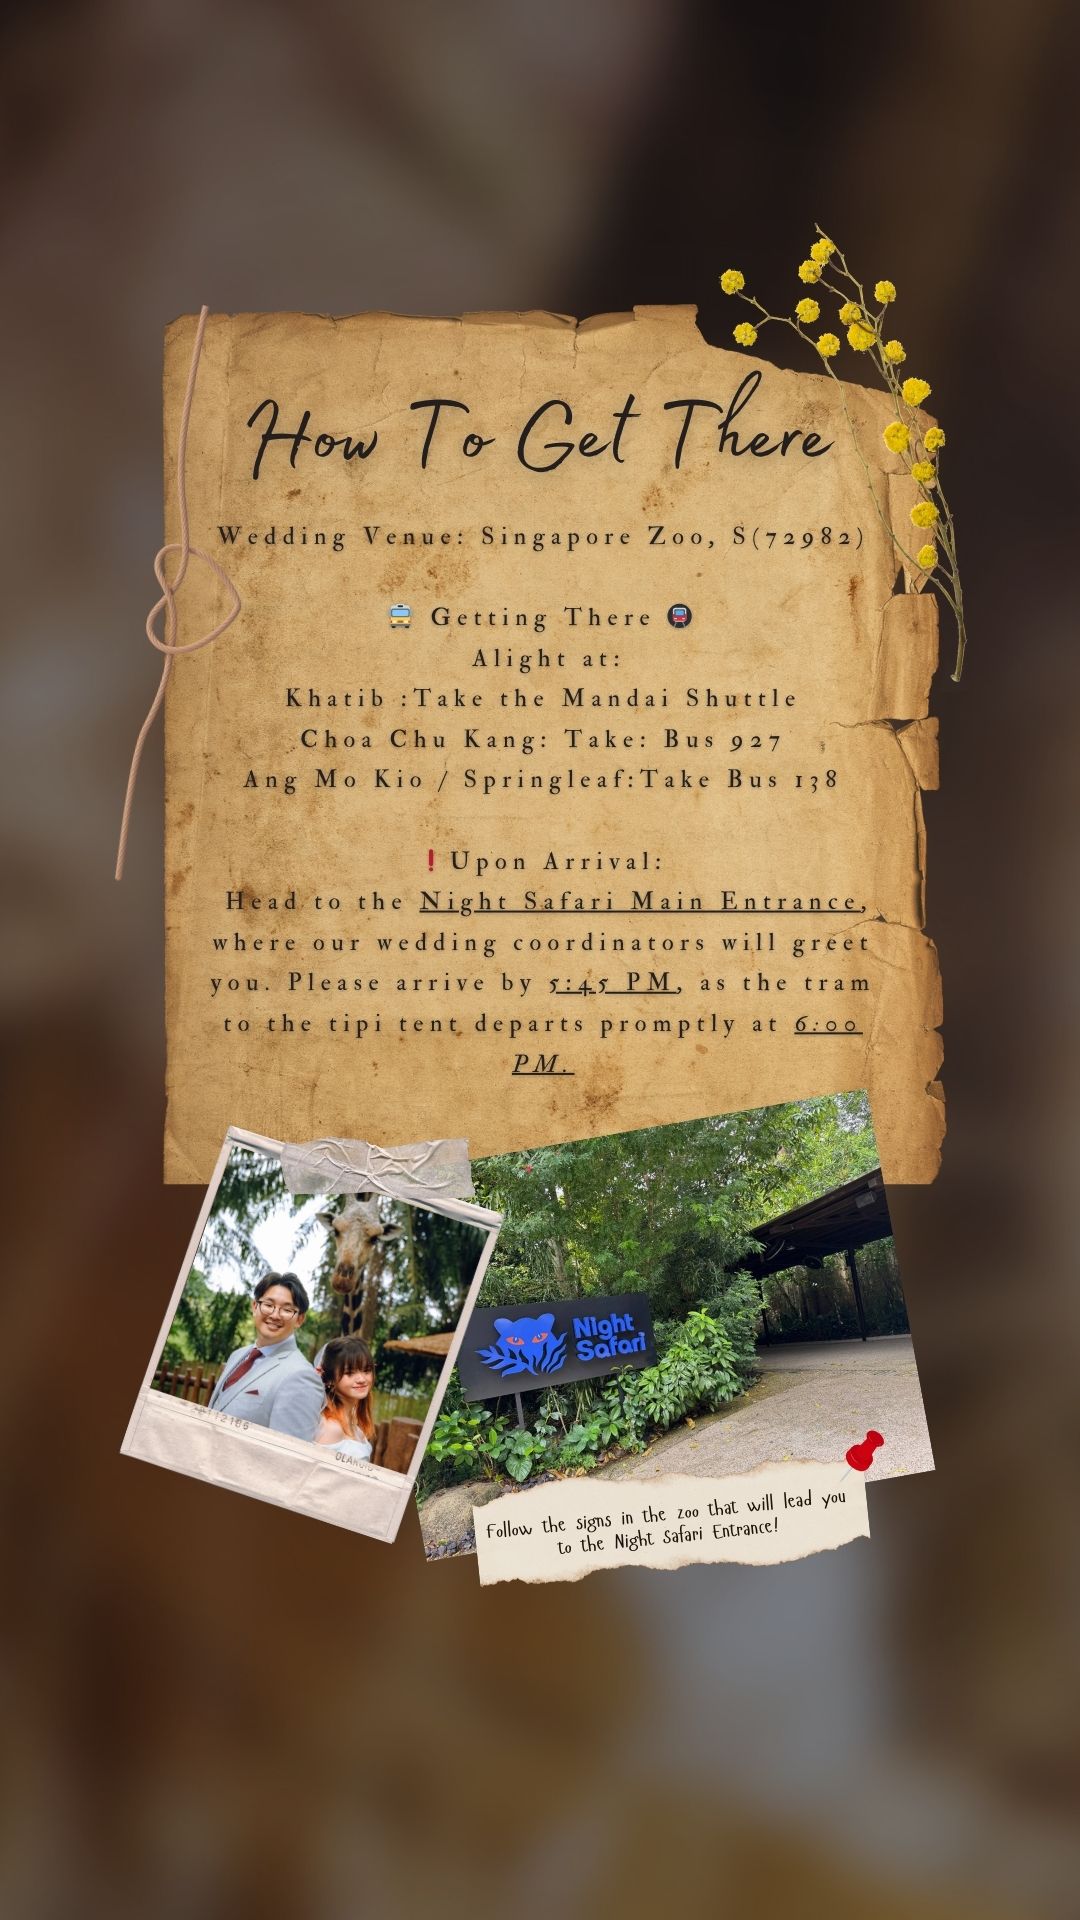 How To Get There
Wedding Venue: Singapore Zoo, S(72982)
🚌 Getting There 🚇
Alight at:
Khatib :Take the Mandai Shuttle
Choa Chu Kang: Take: Bus 927
Ang Mo Kio / Springleaf:Take Bus 138
❗Upon Arrival:
Head to the Night Safari Main Entrance,
where our wedding coordinators will greet
you. Please arrive by 5:45 PM, as the tram
to the tipi tent departs promptly at 6:00
PM.
Night
Safari
Follow the signs in the zoo that will lead you
to the Night Safari Entrance!